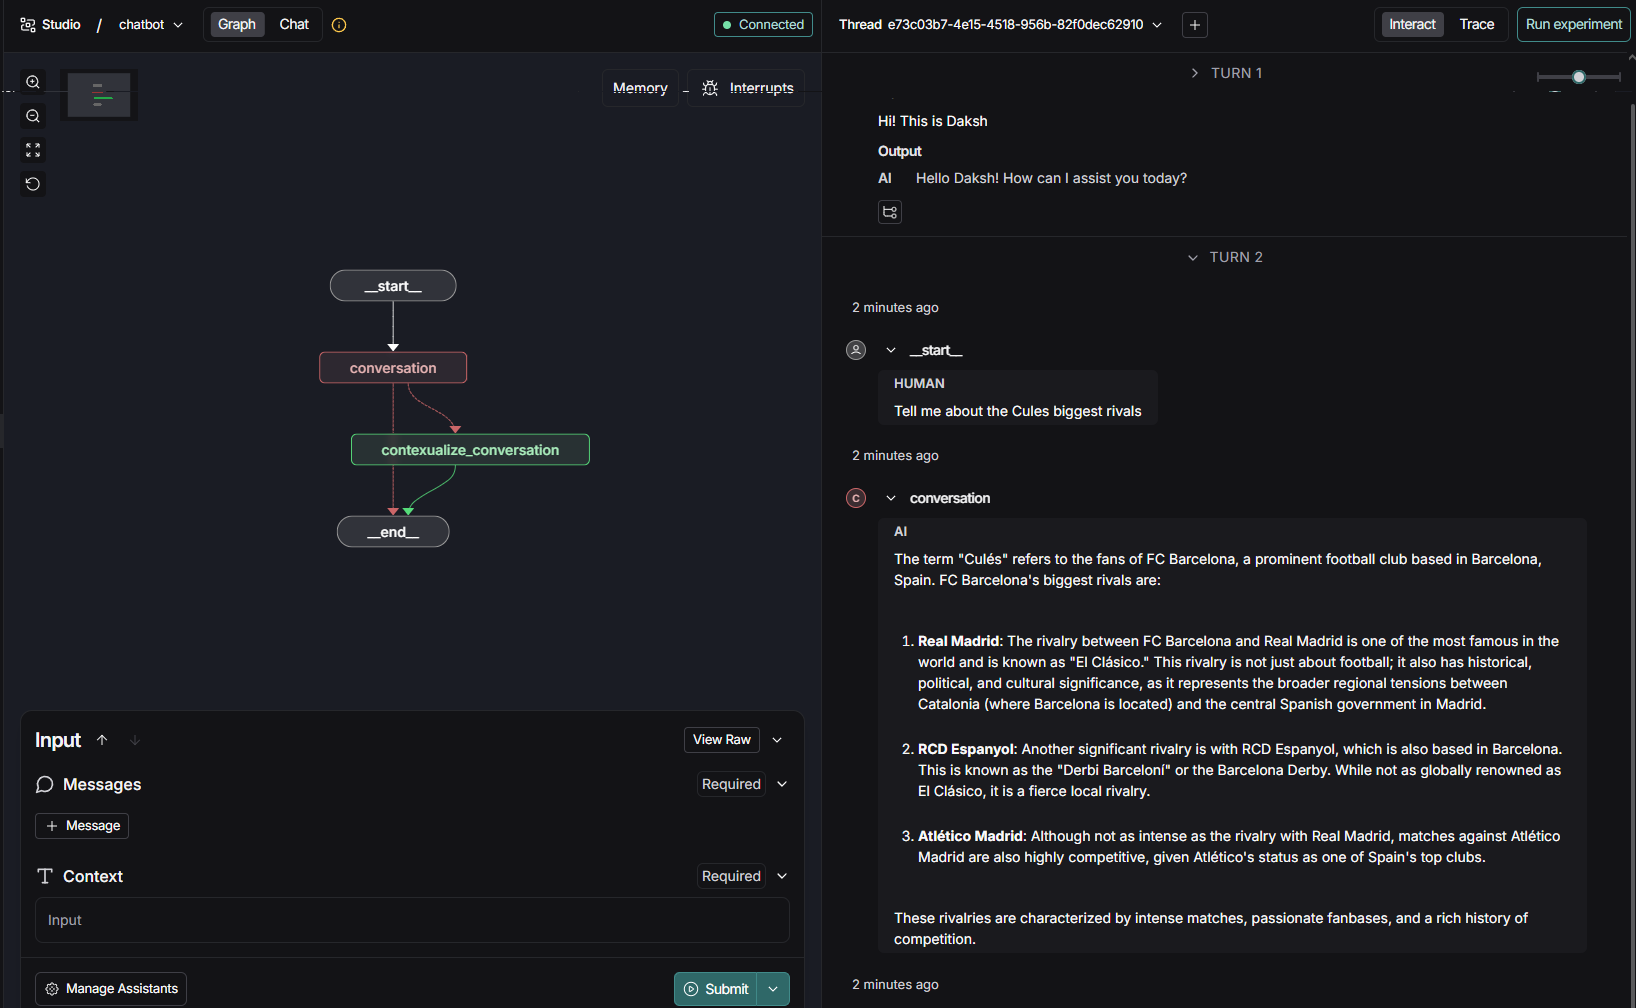 Studio / chatbot
Graph Chat
Connected
Thread e73c03b7-4e15-4518-956b-82f0dec62910
Interact Trace
Run experiment
Memory
Interrupts
__start__
conversation
contexualize_conversation
__end__
Input
View Raw
Messages
Required
+ Message
Context
Required
Input
Manage Assistants
Submit
TURN 1
Hi! This is Daksh
Output
AI Hello Daksh! How can I assist you today?
TURN 2
2 minutes ago
__start__
HUMAN
Tell me about the Cules biggest rivals
2 minutes ago
C conversation
AI
The term "Culés" refers to the fans of FC Barcelona, a prominent football club based in Barcelona,
Spain. FC Barcelona's biggest rivals are:
1. Real Madrid: The rivalry between FC Barcelona and Real Madrid is one of the most famous in the
world and is known as "El Clásico." This rivalry is not just about football; it also has historical,
political, and cultural significance, as it represents the broader regional tensions between
Catalonia (where Barcelona is located) and the central Spanish government in Madrid.
2. RCD Espanyol: Another significant rivalry is with RCD Espanyol, which is also based in Barcelona.
This is known as the "Derbi Barceloní" or the Barcelona Derby. While not as globally renowned as
El Clásico, it is a fierce local rivalry.
3. Atlético Madrid: Although not as intense as the rivalry with Real Madrid, matches against Atlético
Madrid are also highly competitive, given Atlético's status as one of Spain's top clubs.
These rivalries are characterized by intense matches, passionate fanbases, and a rich history of
competition.
2 minutes ago